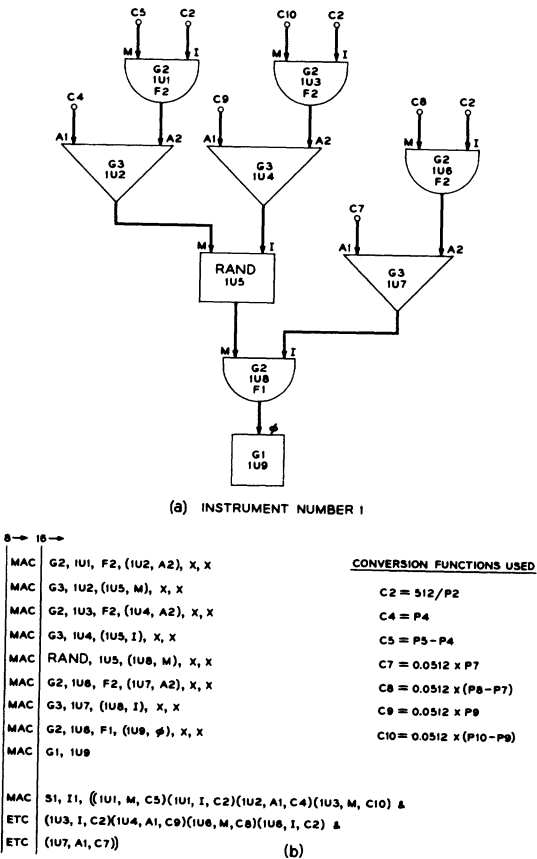 C5 C2
M I
G2
1U1
F2
C10 C2
M I
G2
1U3
F2
C4
A1 A2
G3
1U2
C9
A1 A2
G3
1U4
C8 C2
M I
G2
1U6
F2
C7
A1 A2
G3
1U7
M I
RAND
1U5
M I
G2
1U8
F1
ϕ
G1
1U9
(a) INSTRUMENT NUMBER 1
8→ 16→
MAC G2, 1U1, F2, (1U2, A2), X, X
MAC G3, 1U2, (1U5, M), X, X
MAC G2, 1U3, F2, (1U4, A2), X, X
MAC G3, 1U4, (1U5, I), X, X
MAC RAND, 1U5, (1U8, M), X, X
MAC G2, 1U6, F2, (1U7, A2), X, X
MAC G3, 1U7, (1U8, I), X, X
MAC G2, 1U8, F1, (1U9, ϕ), X, X
MAC G1, 1U9
MAC S1, I1, ((1U1, M, C5)(1U1, I, C2)(1U2, A1, C4)(1U3, M, C10) &
ETC (1U3, I, C2)(1U4, A1, C9)(1U6, M, C8)(1U6, I, C2) &
ETC (1U7, A1, C7))
CONVERSION FUNCTIONS USED
C2 = 512/P2
C4 = P4
C5 = P5-P4
C7 = 0.0512 x P7
C8 = 0.0512 x (P8-P7)
C9 = 0.0512 x P9
C10 = 0.0512 x (P10-P9)
(b)